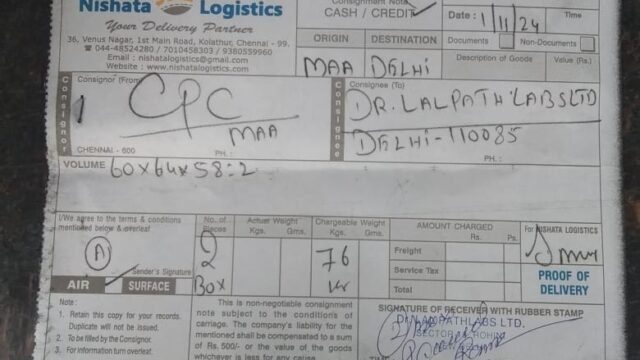 Nishata Logistics
Your Delivery Partner
36, Venus Nagar, 1st Main Road, Kolathur, Chennai - 99.
☎ 044-48524280 / 7010458303 / 9380559960
Email : nishatalogistics@gmail.com
Website : www.nishatalogistics.com
Consignment Note
CASH / CREDIT
Date : 1/11/24 Time
ORIGIN DESTINATION Documents Non-Documents
MAA DELHI Description of Goods Value (Rs.)
Consignor
Consignor (From)
CPC
MAA
CHENNAI - 600 PH. :
Consignee
Consignee (To)
DR. LALPATH LABS LTD
DELHI-110085
PH. :
VOLUME 60x64x58=2
I/We agree to the terms & conditions
mentioned below & overleaf
Sender's Signature
AIR SURFACE
No. of Pieces
2
Box
Actual Weight
Kgs. Gms.
Chargeable Weight
Kgs. Gms.
76
AMOUNT CHARGED
Rs. Ps.
Freight
Service Tax
Total
For NISHATA LOGISTICS
PROOF OF
DELIVERY
Note :
1. Retain this copy for your records.
Duplicate will not be issued.
2. To be filled by the Consignor.
3. For information turn overleaf.
This is non-negotiable consignment
note subject to the conditions of
carriage. The company's liability for
the mentioned shall be compensated to a sum
of Rs. 500/- or the value of the goods
whichever is less for any cause
SIGNATURE OF RECEIVER WITH RUBBER STAMP
LALPATHLABS LTD.
SECTOR ROHINI